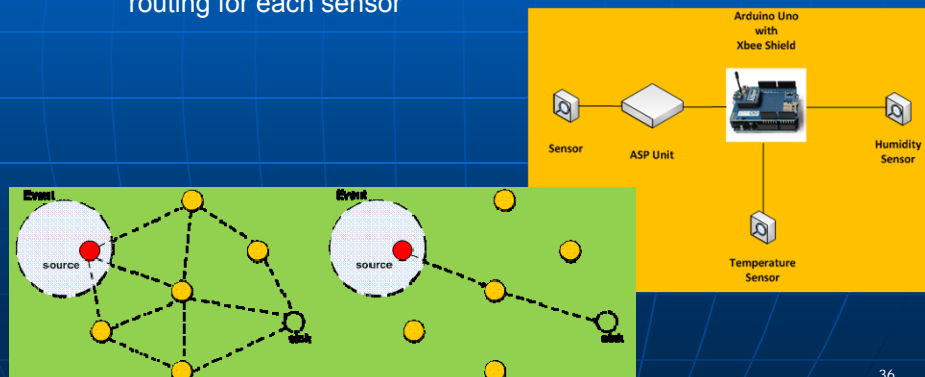 routing for each sensor
Arduino Uno
with
Xbee Shield
Sensor
ASP Unit
Humidity
Sensor
Temperature
Sensor
Event
source
sink
Event
source
sink
36